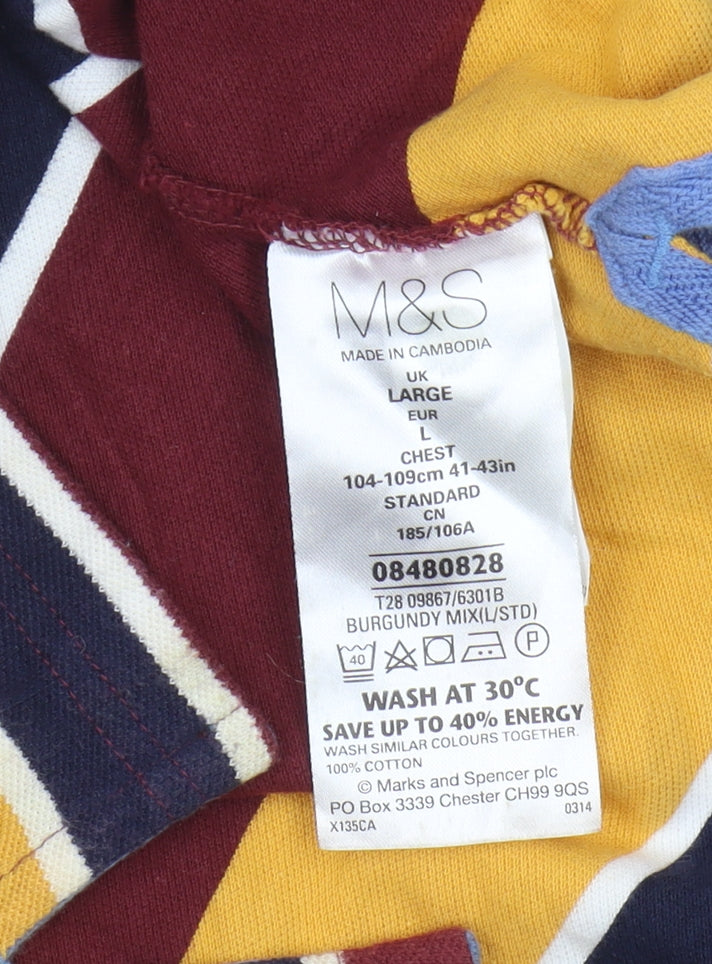 M&S
MADE IN CAMBODIA
UK
LARGE
EUR
L
CHEST
104-109cm 41-43in
STANDARD
CN
185/106A
08480828
T28 09867/6301B
BURGUNDY MIX(L/STD)
40 P
WASH AT 30°C
SAVE UP TO 40% ENERGY
WASH SIMILAR COLOURS TOGETHER.
100% COTTON
© Marks and Spencer plc
PO Box 3339 Chester CH99 9QS
X135CA 0314